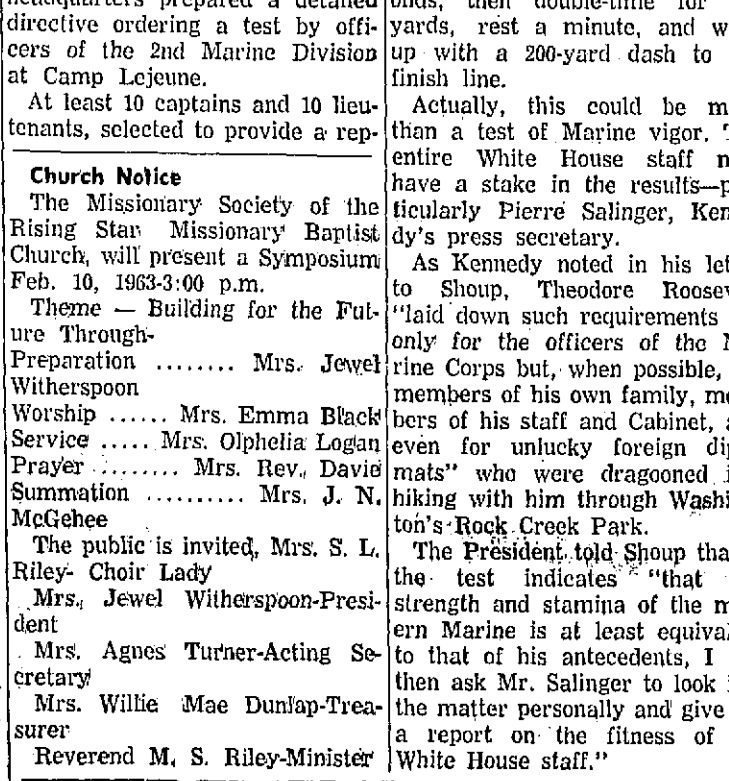 headquarters prepared a detailed
directive ordering a test by offi-
cers of the 2nd Marine Division
at Camp Lejeune.
At least 10 captains and 10 lieu-
tenants, selected to provide a rep-
Church Notice
The Missionary Society of the
Rising Star Missionary Baptist
Church, will present a Symposium
Feb. 10, 1963-3:00 p.m.
Theme — Building for the Fut-
ure Through-
Preparation ........ Mrs. Jewel
Witherspoon
Worship ...... Mrs. Emma Black
Service ..... Mrs. Olphelia Logan
Prayer ......... Mrs. Rev. David
Summation .......... Mrs. J. N.
McGehee
The public is invited, Mrs. S. L.
Riley- Choir Lady
Mrs. Jewel Witherspoon-Presi-
dent
Mrs. Agnes Turner-Acting Se-
cretary
Mrs. Willie Mae Dunlap-Trea-
surer
Reverend M. S. Riley-Minister
onds, then double-time for
yards, rest a minute, and w
up with a 200-yard dash to
finish line.
Actually, this could be m
than a test of Marine vigor. T
entire White House staff m
have a stake in the results—p
ticularly Pierre Salinger, Ken
dy's press secretary.
As Kennedy noted in his let
to Shoup, Theodore Roosev
"laid down such requirements
only for the officers of the M
rine Corps but, when possible,
members of his own family, me
bers of his staff and Cabinet, a
even for unlucky foreign dip
mats" who were dragooned i
hiking with him through Washi
ton's Rock Creek Park.
The President told Shoup tha
the test indicates "that
strength and stamina of the m
ern Marine is at least equiva
to that of his antecedents, I
then ask Mr. Salinger to look i
the matter personally and give
a report on the fitness of
White House staff."